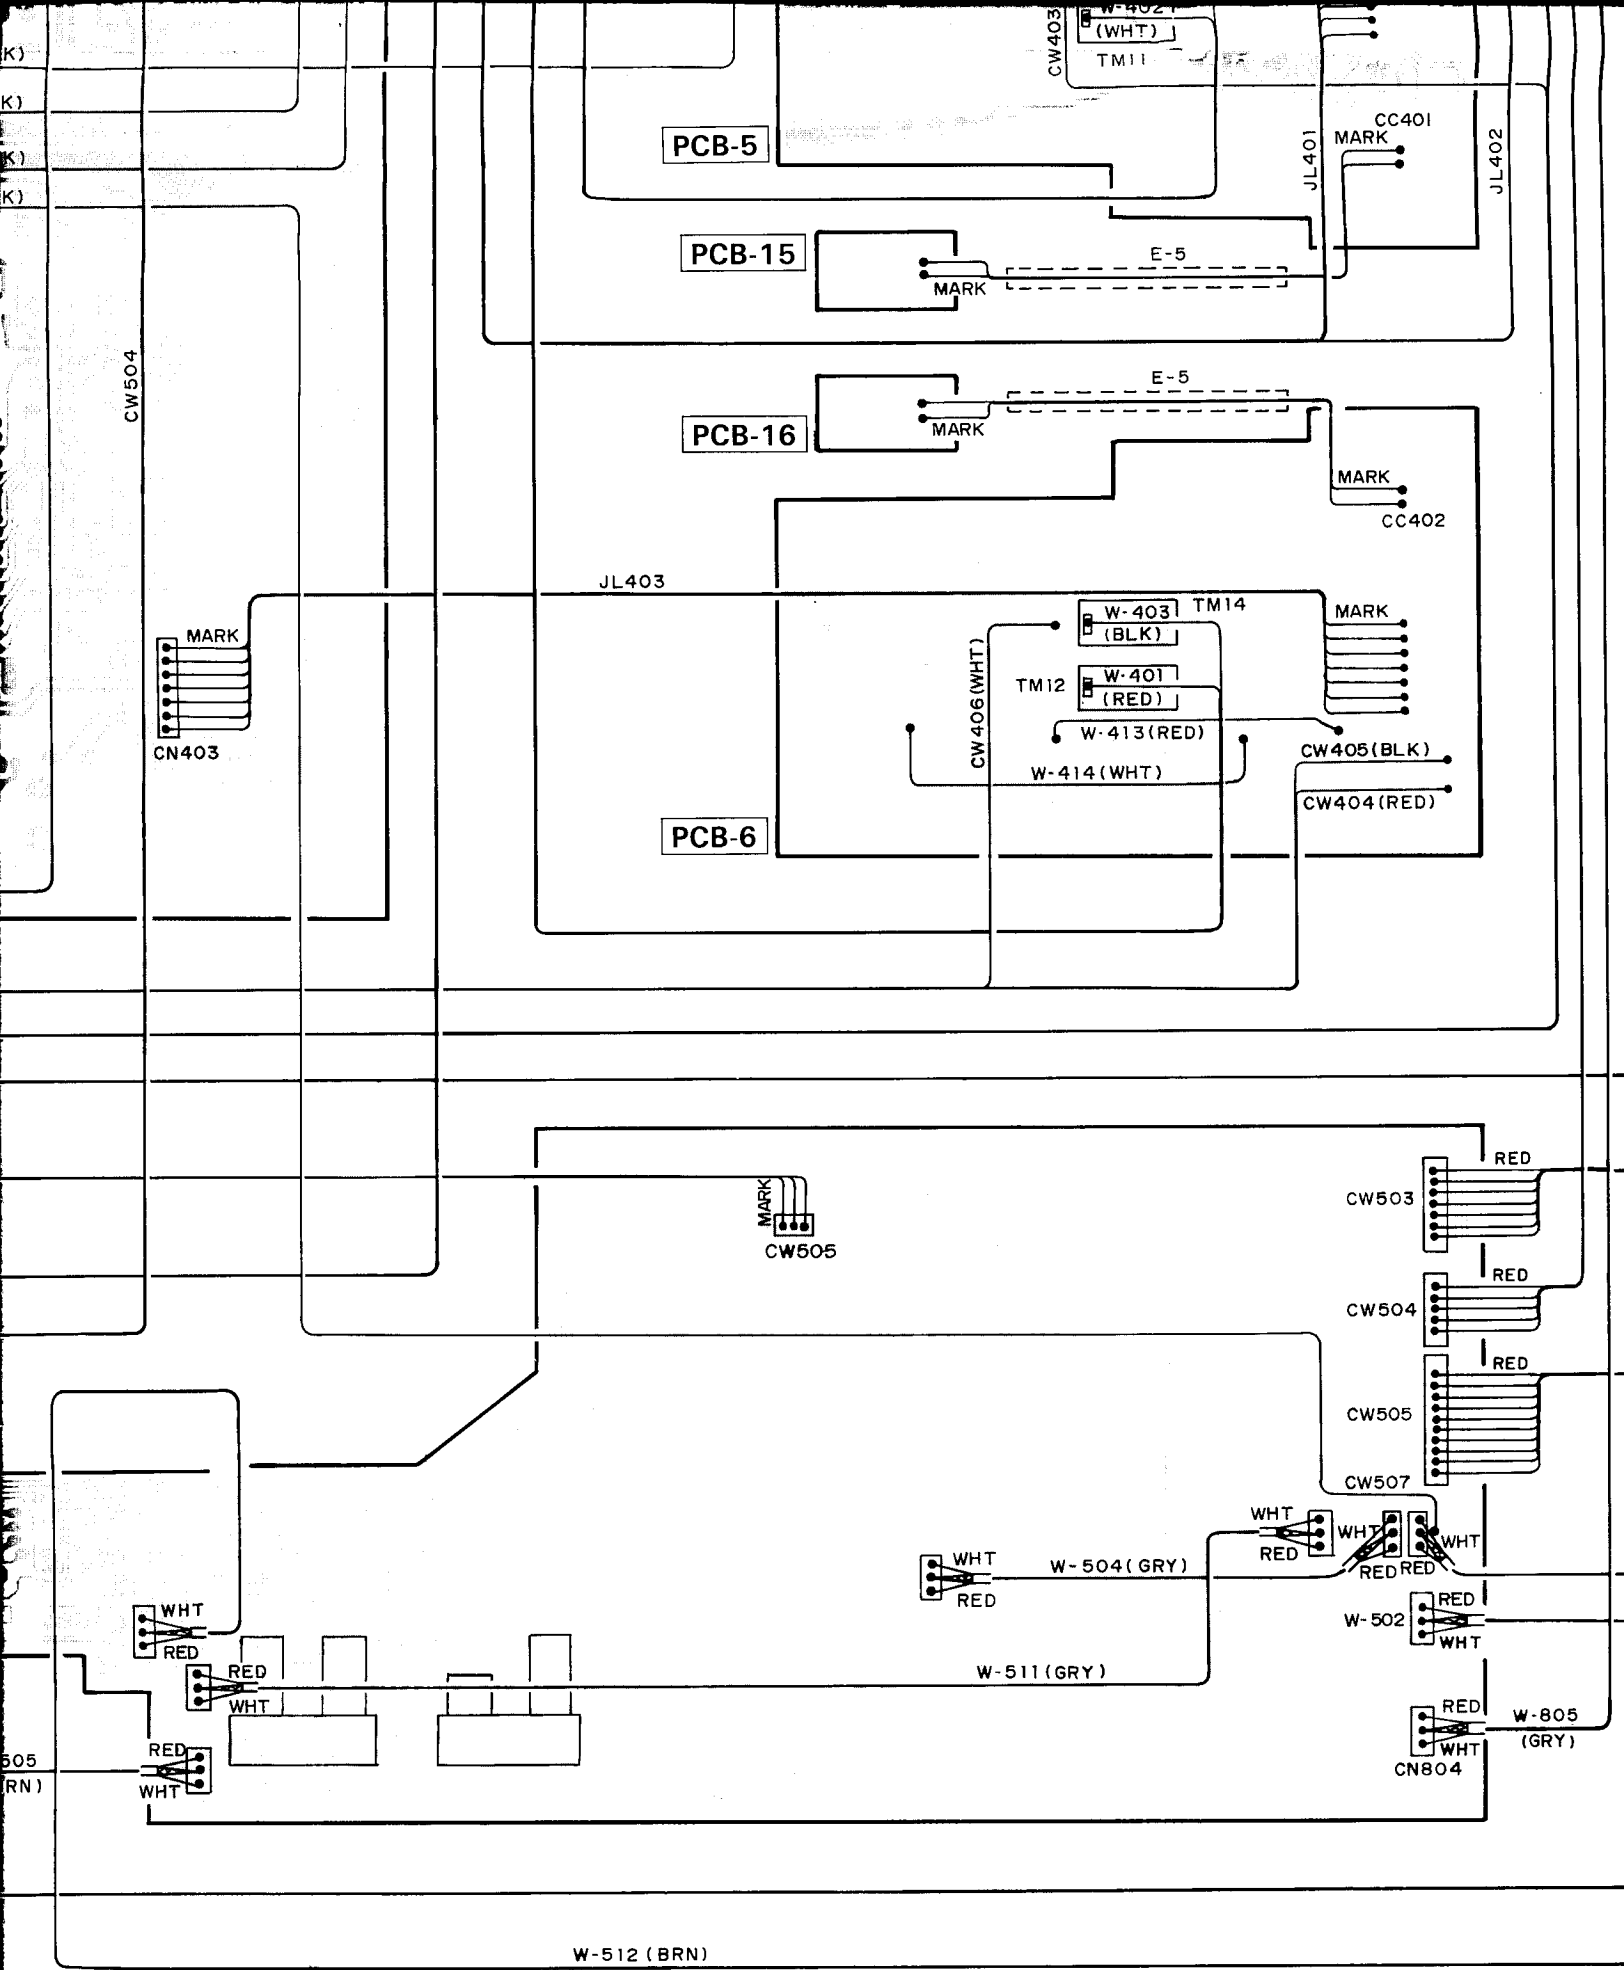 K)
K)
K)
K)
CW403
W-402
(WHT)
TM11
PCB-5
JL401
CC401
MARK
JL402
PCB-15
MARK
E-5
CW504
PCB-16
MARK
E-5
MARK
CC402
JL403
MARK
CN403
W-403
(BLK)
TM14
MARK
CW406(WHT)
TM12
W-401
(RED)
W-413(RED)
W-414(WHT)
CW405(BLK)
CW404(RED)
PCB-6
MARK
CW505
RED
CW503
RED
CW504
RED
CW505
CW507
WHT
RED
WHT
RED
RED
WHT
WHT
RED
W-504(GRY)
WHT
RED
RED
WHT
W-502
RED
WHT
W-511(GRY)
RED
WHT
CN804
W-805
(GRY)
505
RN)
RED
WHT
W-512(BRN)